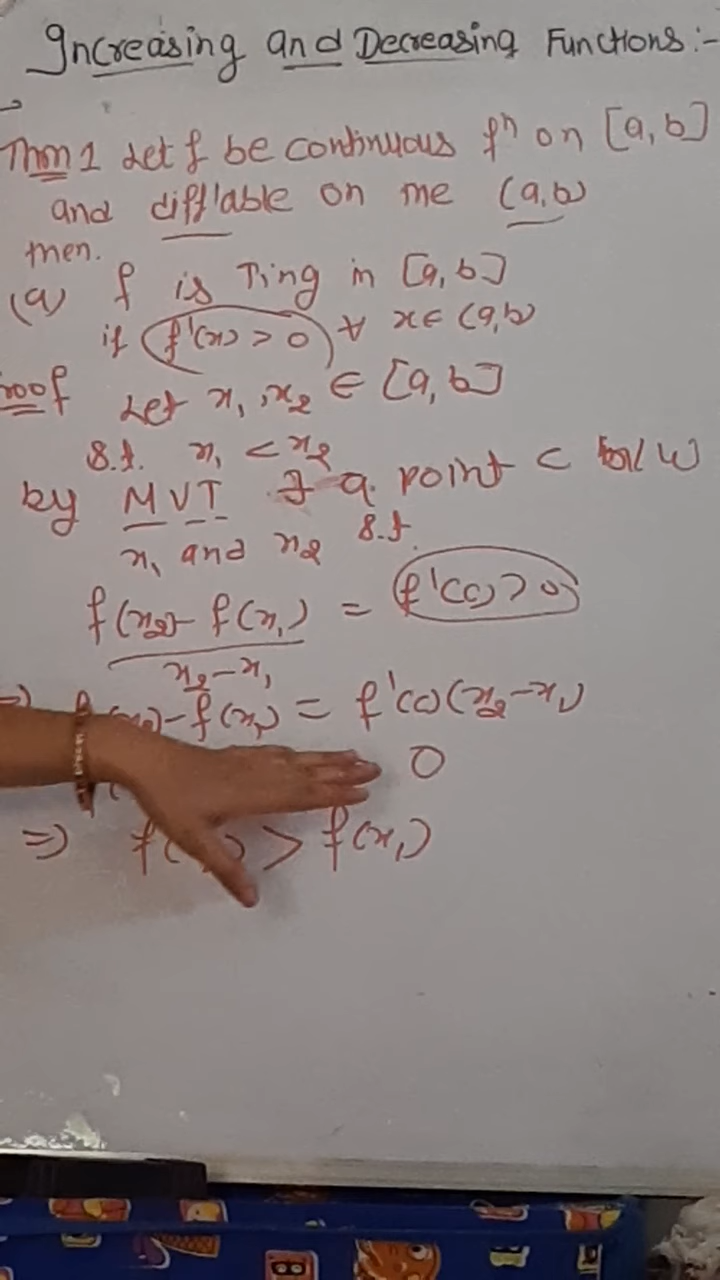 Increasing and Decreasing Functions:-
Thm 1 Let f be continuous fⁿ on [a, b]
and diff'able on the (a,b)
then.
(a) f is ↑ing in [a, b]
if f'(x) > 0 ∀ x∈ (a,b)
roof Let x₁, x₂ ∈ [a, b]
s.t. x₁ < x₂
by MVT ∃ a point c b/w
x₁ and x₂ s.t.
f(x₂) - f(x₁) = f'(c) > 0
x₂-x₁
⇒ - f(x₁) = f'(c)(x₂-x₁)
0
⇒ f( ) > f(x₁)